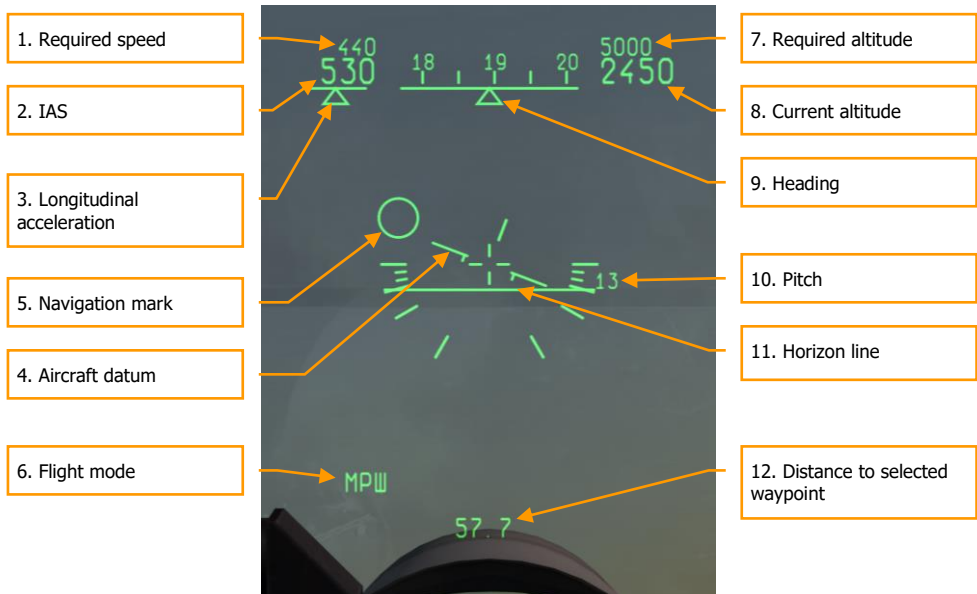 1. Required speed
2. IAS
3. Longitudinal
acceleration
5. Navigation mark
4. Aircraft datum
6. Flight mode
440
530
18 19 20
5000
2450
13
MPW
57.7
7. Required altitude
8. Current altitude
9. Heading
10. Pitch
11. Horizon line
12. Distance to selected
waypoint